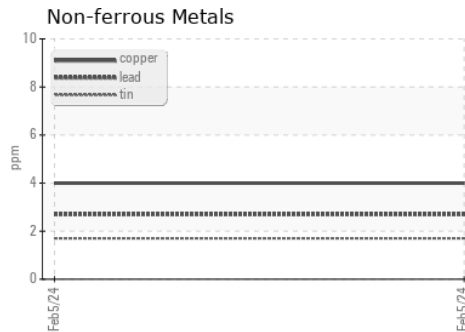 Non-ferrous Metals
10
copper
lead
tin
8
6
ppm
4
2
0
Feb5/24
Feb5/24